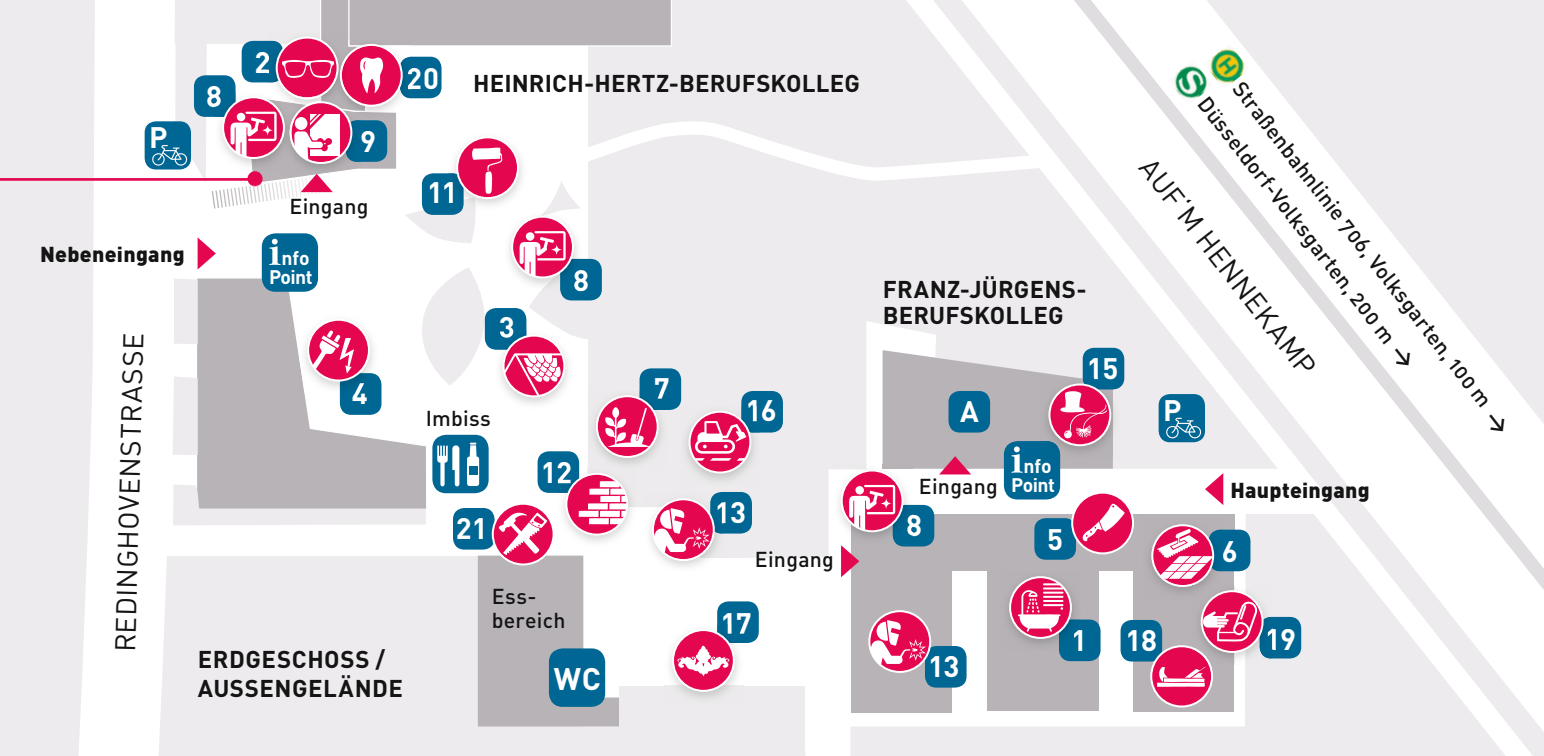 2
20
HEINRICH-HERTZ-BERUFSKOLLEG
8
9
P
11
Eingang
Nebeneingang
info
Point
8
3
4
Imbiss
7
16
12
21
13
REDINGHOVENSTRASSE
Ess-
bereich
WC
17
ERDGESCHOSS /
AUSSENGELÄNDE
H
S
Straßenbahnlinie 706, Volksgarten, 100 m →
Düsseldorf-Volksgarten, 200 m →
AUF'M HENNEKAMP
FRANZ-JÜRGENS-
BERUFSKOLLEG
15
A
P
Eingang
info
Point
Haupteingang
8
5
6
Eingang
13
1
18
19